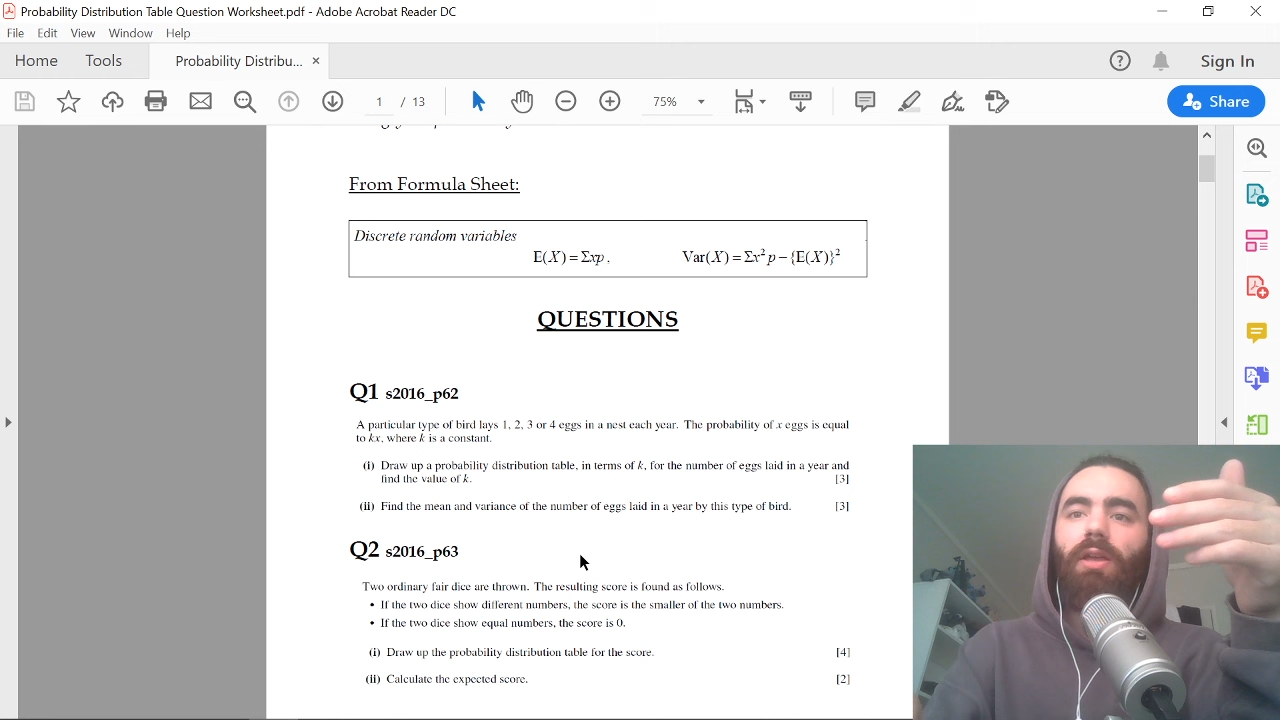 Probability Distribution Table Question Worksheet.pdf - Adobe Acrobat Reader DC
File Edit View Window Help
Home Tools Probability Distribu... × Sign In
1 / 13 75% Share
From Formula Sheet:
Discrete random variables
E(X) = Σxp, Var(X) = Σx²p − {E(X)}²
QUESTIONS
Q1 s2016_p62
A particular type of bird lays 1, 2, 3 or 4 eggs in a nest each year. The probability of x eggs is equal
to kx, where k is a constant.
(i) Draw up a probability distribution table, in terms of k, for the number of eggs laid in a year and
find the value of k. [3]
(ii) Find the mean and variance of the number of eggs laid in a year by this type of bird. [3]
Q2 s2016_p63
Two ordinary fair dice are thrown. The resulting score is found as follows.
• If the two dice show different numbers, the score is the smaller of the two numbers.
• If the two dice show equal numbers, the score is 0.
(i) Draw up the probability distribution table for the score. [4]
(ii) Calculate the expected score. [2]